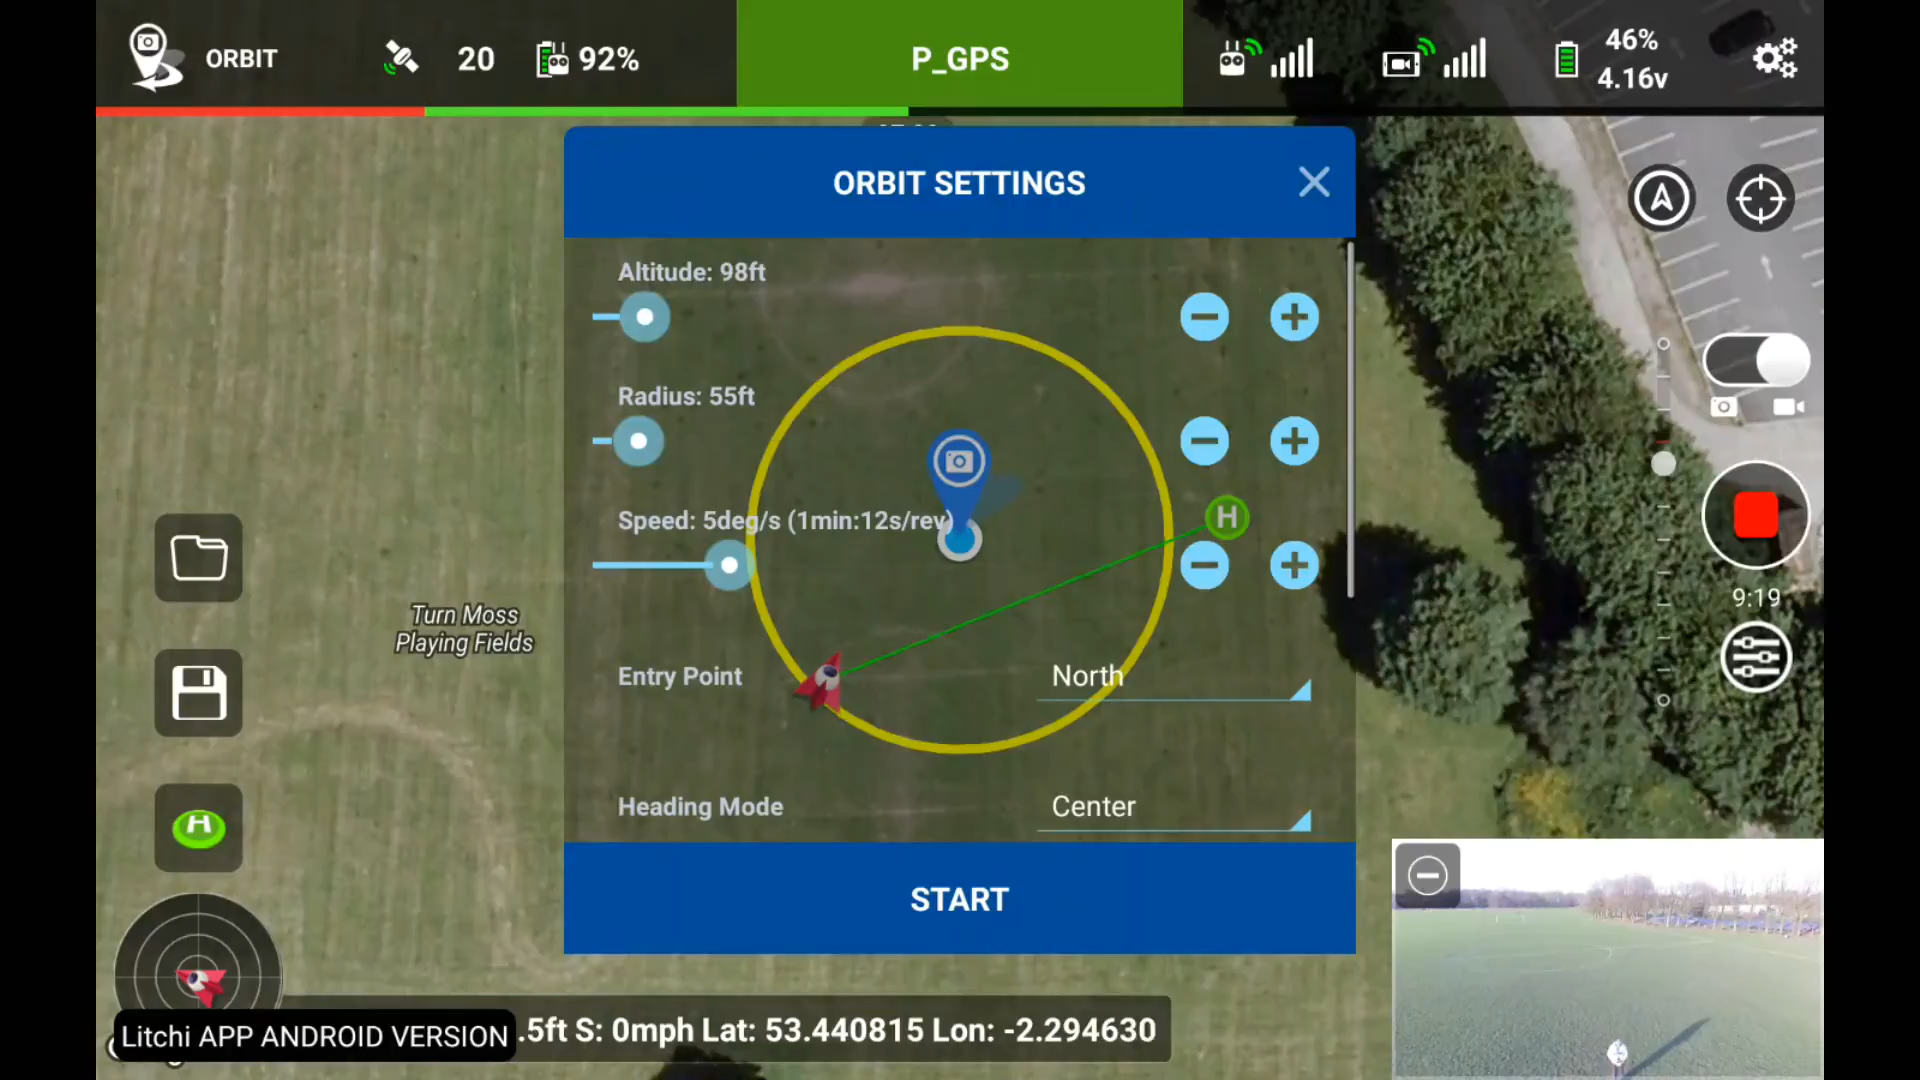 ORBIT
20
92%
P_GPS
46%
4.16v
ORBIT SETTINGS
Altitude: 98ft
Radius: 55ft
Speed: 5deg/s (1min:12s/rev)
H
Entry Point
North
Heading Mode
Center
START
Turn Moss
Playing Fields
H
9:19
Litchi APP ANDROID VERSION
.5ft S: 0mph Lat: 53.440815 Lon: -2.294630